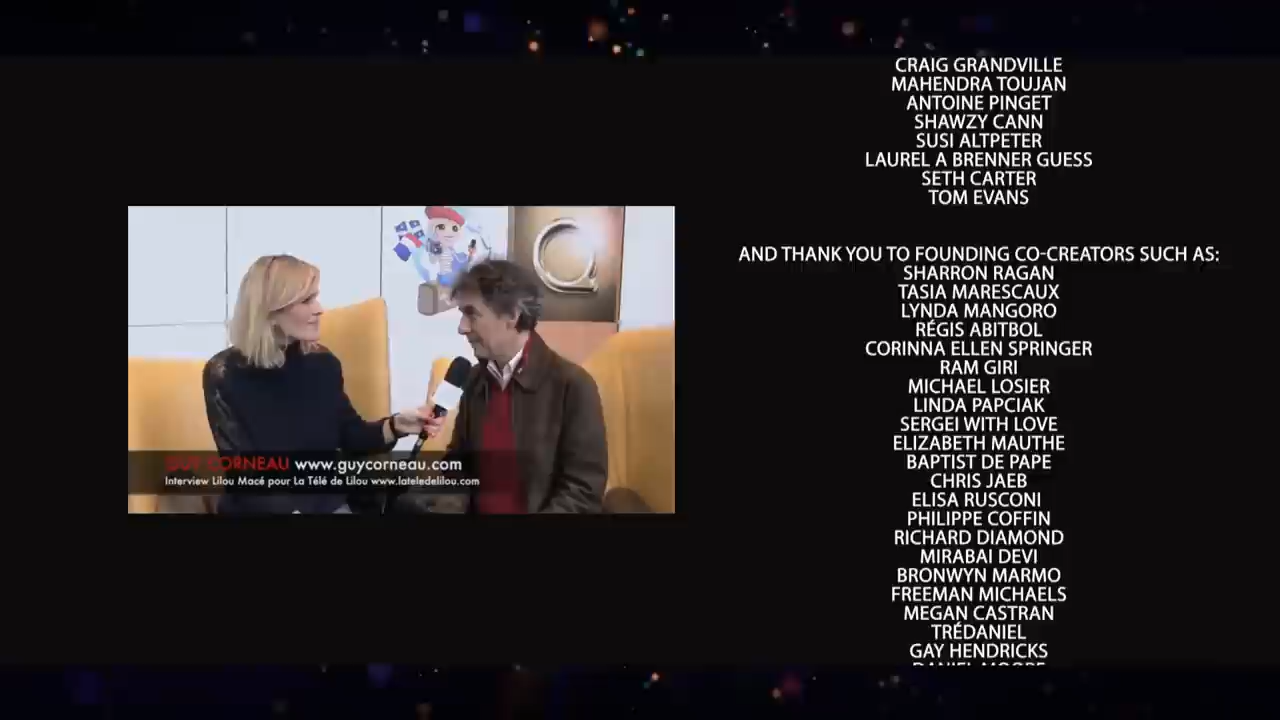 CRAIG GRANDVILLE
MAHENDRA TOUJAN
ANTOINE PINGET
SHAWZY CANN
SUSI ALTPETER
LAUREL A BRENNER GUESS
SETH CARTER
TOM EVANS
AND THANK YOU TO FOUNDING CO-CREATORS SUCH AS:
SHARRON RAGAN
TASIA MARESCAUX
LYNDA MANGORO
RÉGIS ABITBOL
CORINNA ELLEN SPRINGER
RAM GIRI
MICHAEL LOSIER
LINDA PAPCIAK
SERGEI WITH LOVE
ELIZABETH MAUTHE
BAPTIST DE PAPE
CHRIS JAEB
ELISA RUSCONI
PHILIPPE COFFIN
RICHARD DIAMOND
MIRABAI DEVI
BRONWYN MARMO
FREEMAN MICHAELS
MEGAN CASTRAN
TRÉDANIEL
GAY HENDRICKS
GUY CORNEAU www.guycorneau.com
Interview Lilou Macé pour La Télé de Lilou www.lateledelilou.com